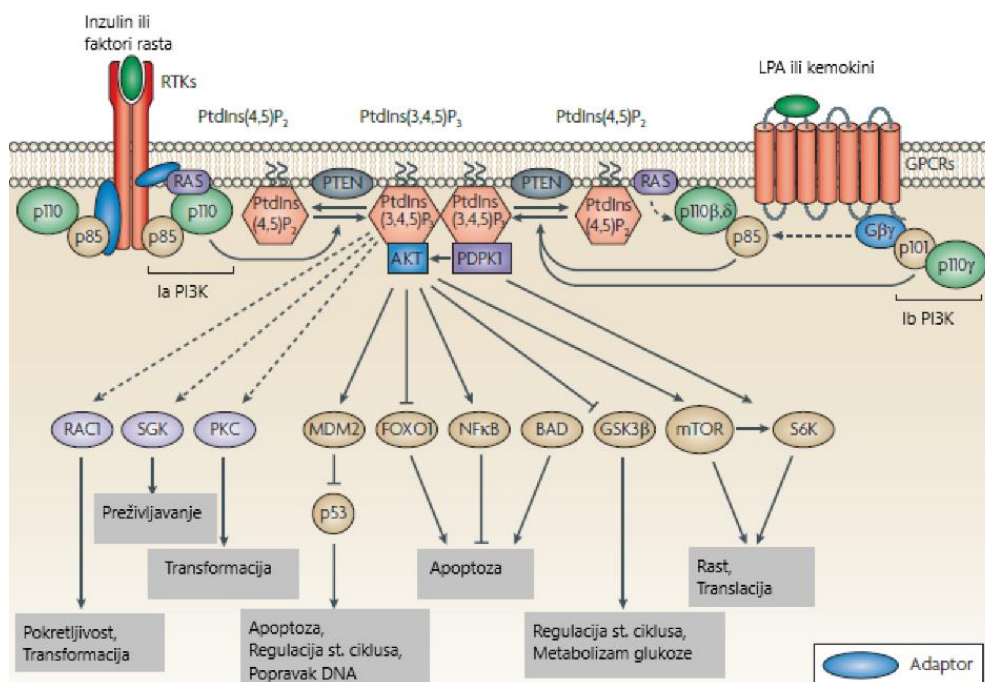 Inzulin ili
faktori rasta
RTKs
LPA ili kemokini
PtdIns(4,5)P2
PtdIns(3,4,5)P3
PtdIns(4,5)P2
GPCRs
p110
p85
RAS
p110
p85
PtdIns
(4,5)P2
PTEN
PtdIns
(3,4,5)P3
PtdIns
(3,4,5)P
PTEN
PtdIns
(4,5)P2
RAS
p110β,δ
p85
Gβγ
p101
p110γ
AKT
PDPK1
Ia PI3K
Ib PI3K
RAC1
SGK
PKC
MDM2
FOXO1
NFκB
BAD
GSK3β
mTOR
S6K
p53
Preživljavanje
Transformacija
Apoptoza
Rast,
Translacija
Pokretljivost,
Transformacija
Apoptoza,
Regulacija st. ciklusa,
Popravak DNA
Regulacija st. ciklusa,
Metabolizam glukoze
Adaptor